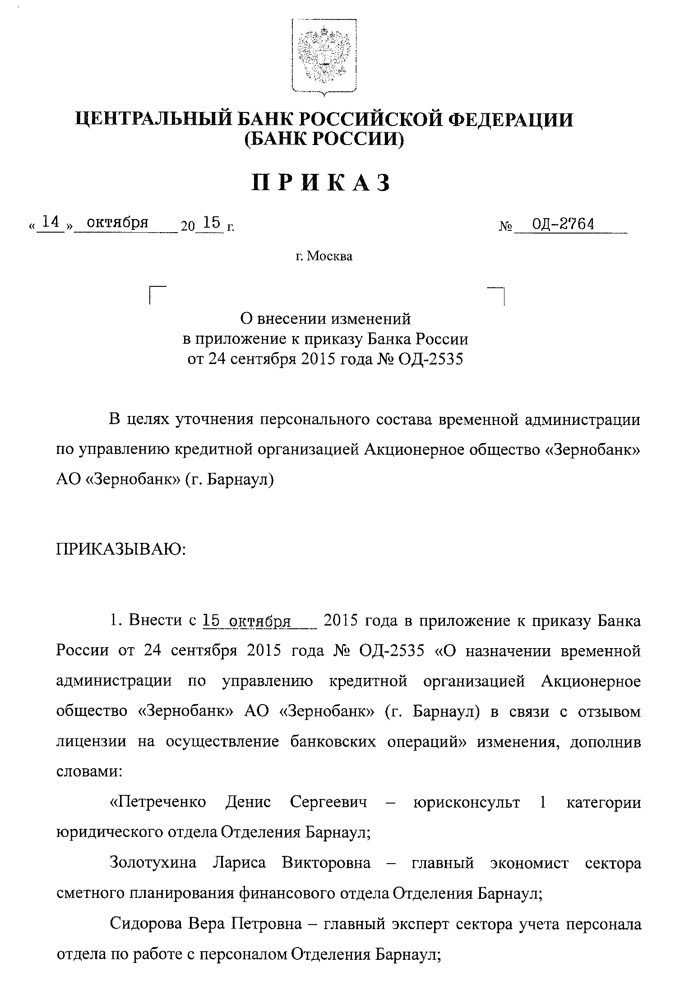 ЦЕНТРАЛЬНЫЙ БАНК РОССИЙСКОЙ ФЕДЕРАЦИИ
(БАНК РОССИИ)
П Р И К А З
« 14 » октября 20 15 г. № ОД-2764
г. Москва
О внесении изменений
в приложение к приказу Банка России
от 24 сентября 2015 года № ОД-2535
В целях уточнения персонального состава временной администрации
по управлению кредитной организацией Акционерное общество «Зернобанк»
АО «Зернобанк» (г. Барнаул)
ПРИКАЗЫВАЮ:
1. Внести с 15 октября 2015 года в приложение к приказу Банка
России от 24 сентября 2015 года № ОД-2535 «О назначении временной
администрации по управлению кредитной организацией Акционерное
общество «Зернобанк» АО «Зернобанк» (г. Барнаул) в связи с отзывом
лицензии на осуществление банковских операций» изменения, дополнив
словами:
«Петреченко Денис Сергеевич – юрисконсульт 1 категории
юридического отдела Отделения Барнаул;
Золотухина Лариса Викторовна – главный экономист сектора
сметного планирования финансового отдела Отделения Барнаул;
Сидорова Вера Петровна – главный эксперт сектора учета персонала
отдела по работе с персоналом Отделения Барнаул;